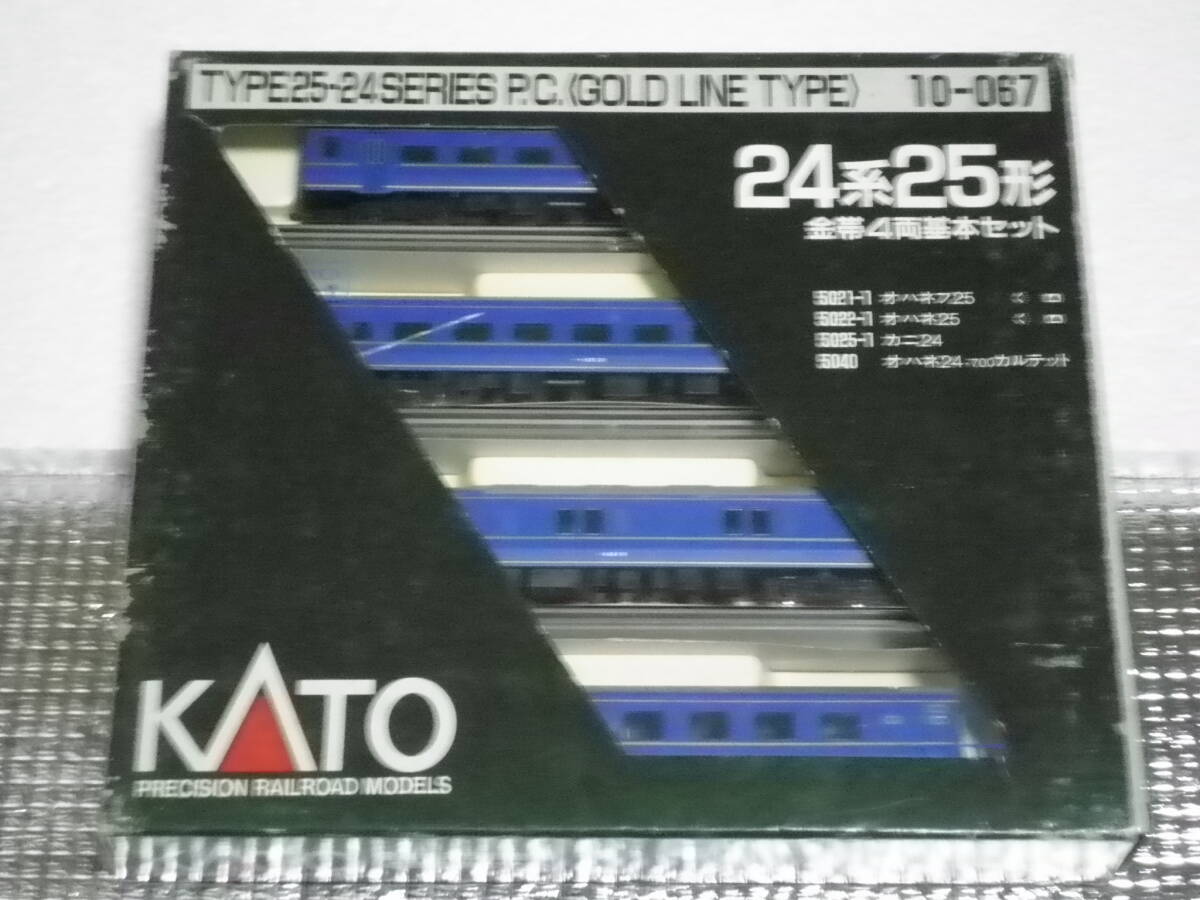 TYPE25-24SERIES P.C.〈GOLD LINE TYPE〉 10-067
24系25形
金帯4両基本セット
5021-1 オハネフ25
5022-1 オハネ25
5025-1 カニ24
5040 オハネ24-700カルテット
KATO
PRECISION RAILROAD MODELS